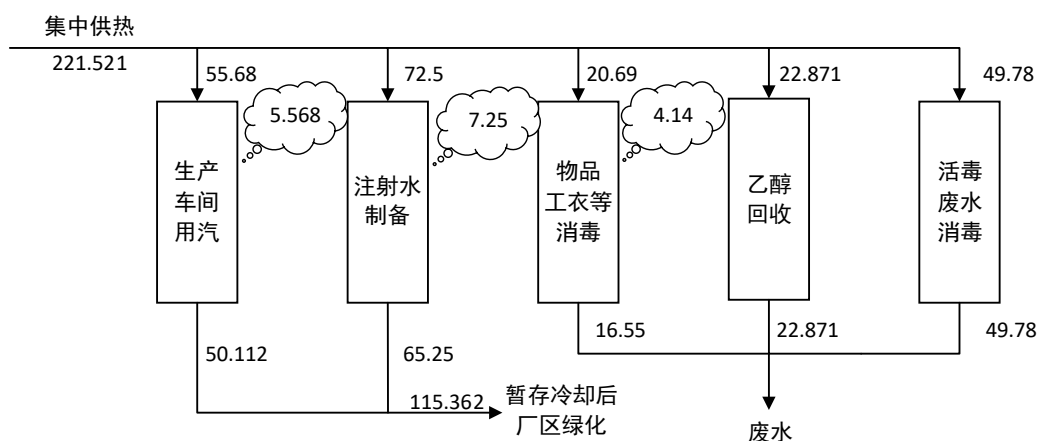 集中供热
221.521
55.68
72.5
20.69
22.871
49.78
5.568
7.25
4.14
生产
车间
用汽
注射水
制备
物品
工衣等
消毒
乙醇
回收
活毒
废水
消毒
50.112
65.25
16.55
22.871
49.78
115.362
暂存冷却后
厂区绿化
废水